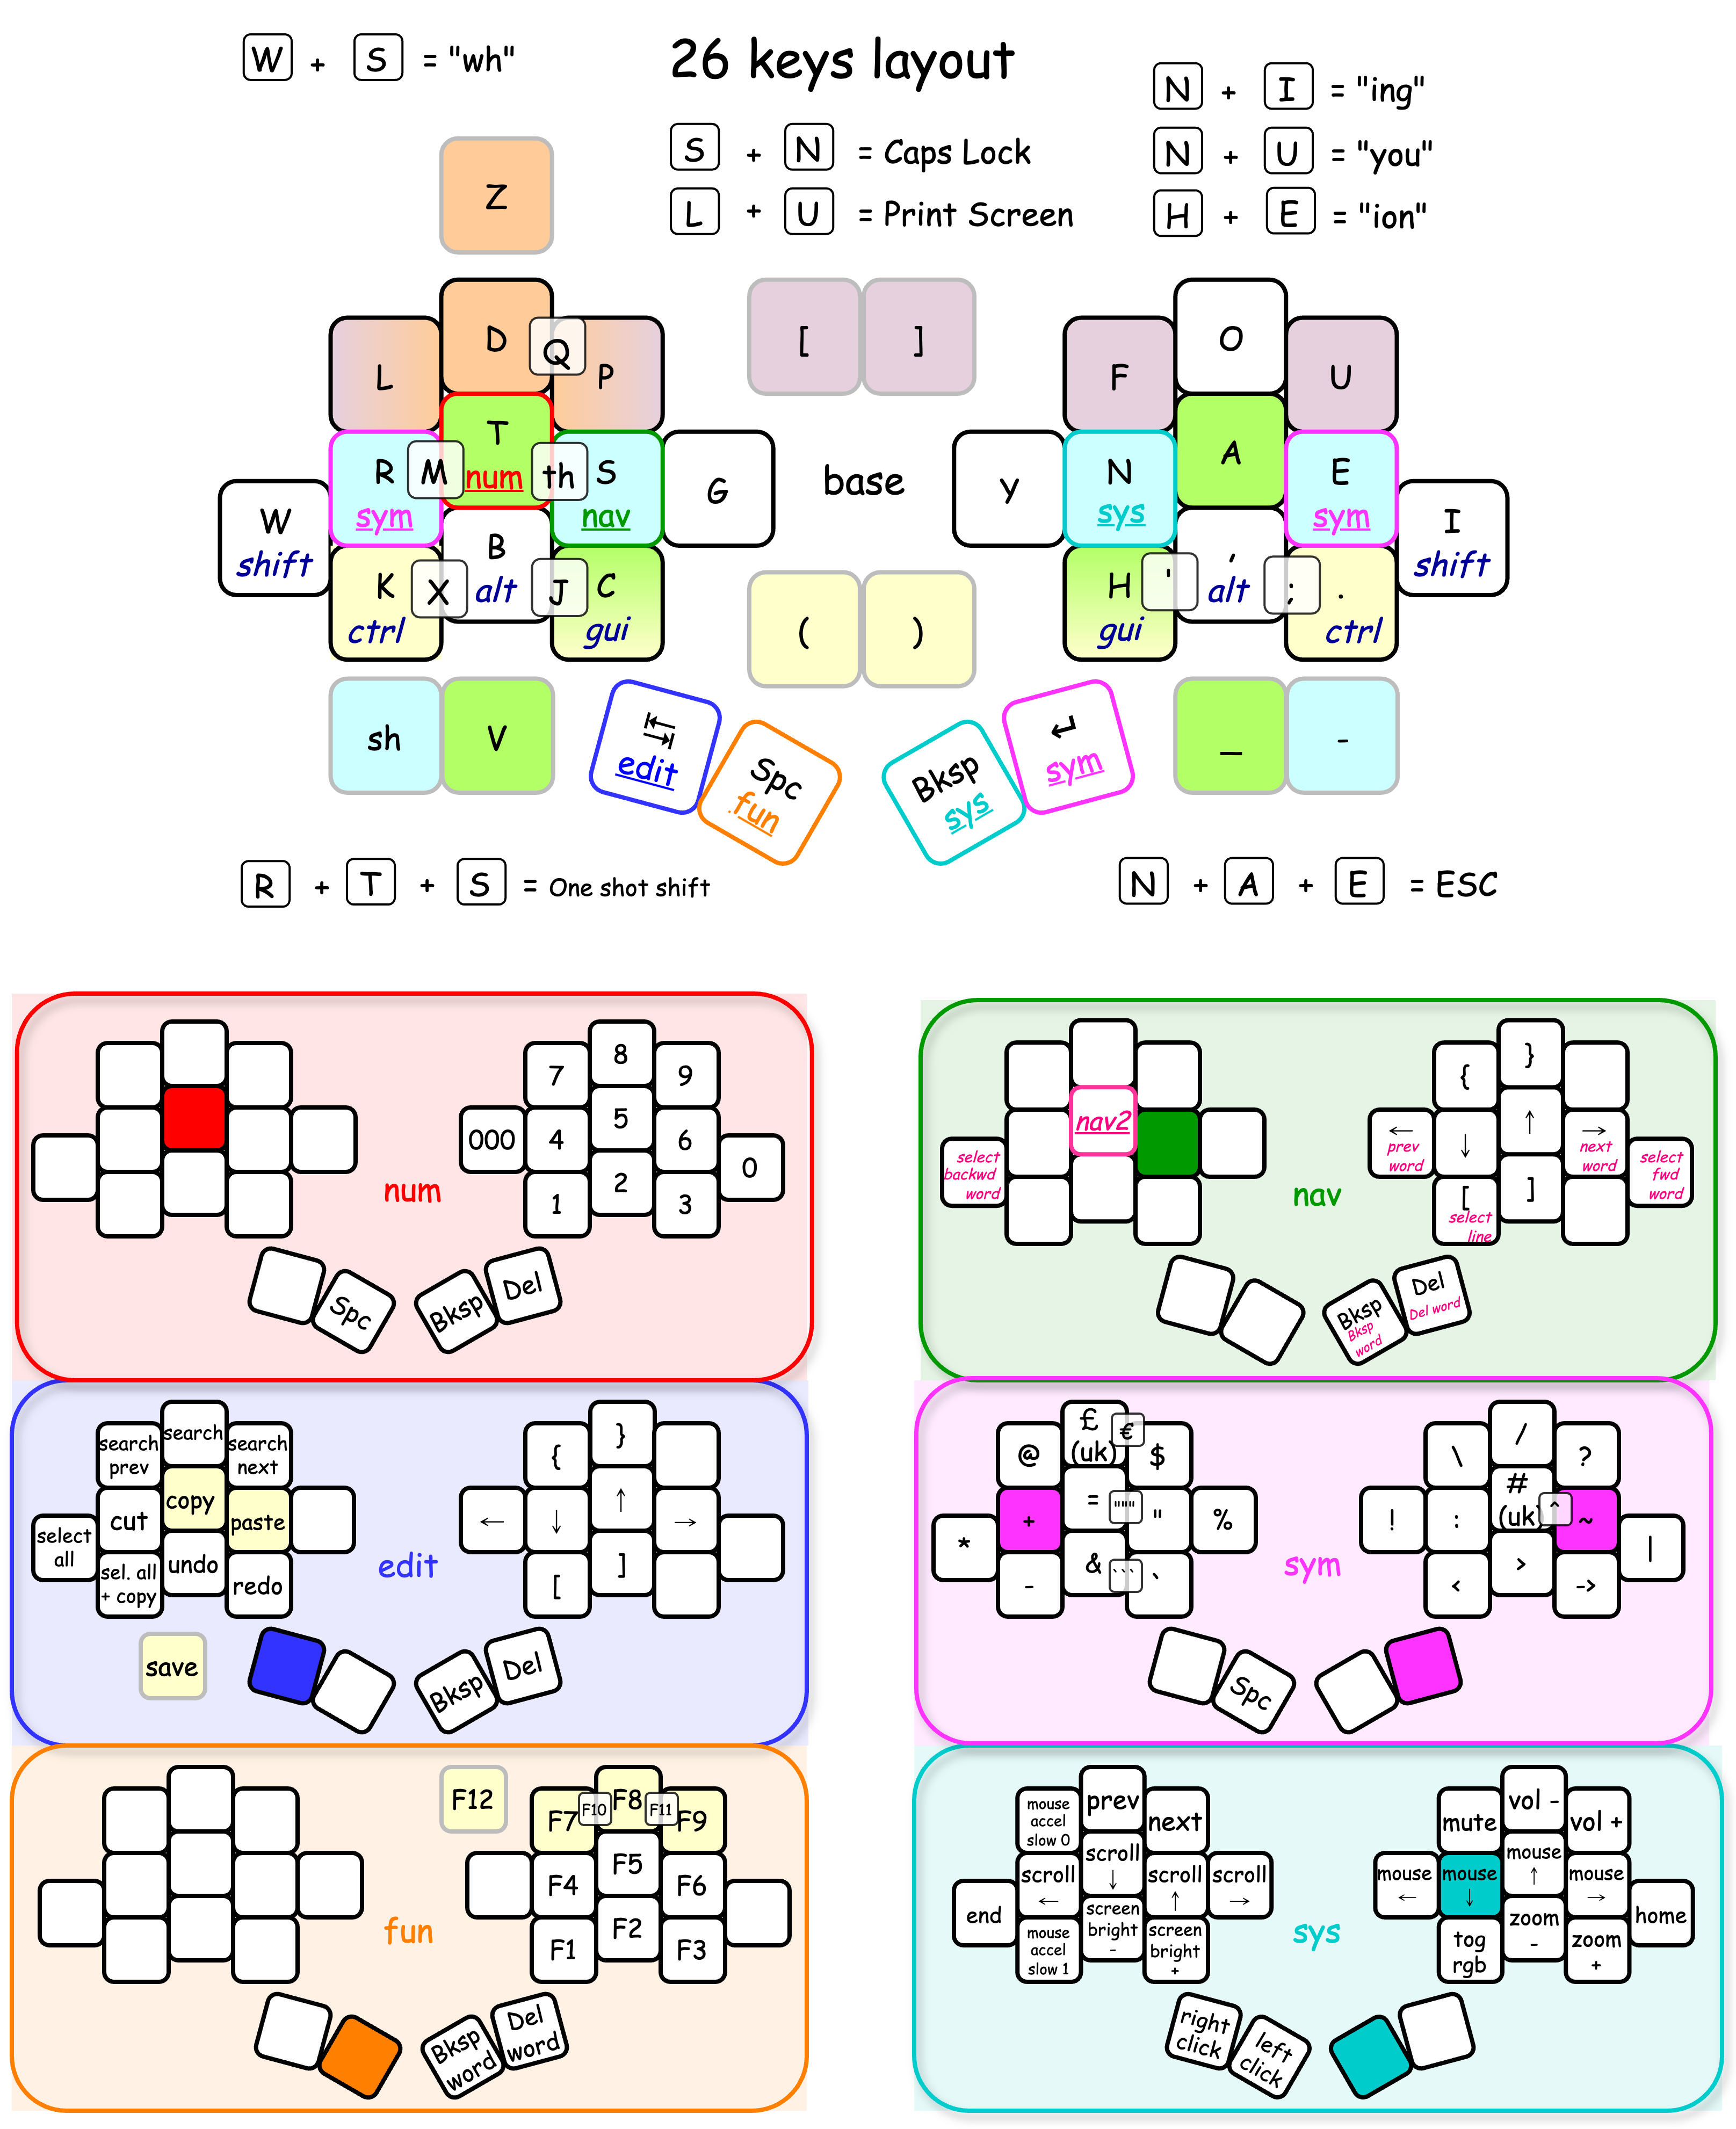 W + S = "wh"
26 keys layout
N + I = "ing"
S + N = Caps Lock
N + U = "you"
L + U = Print Screen
H + E = "ion"
Z
D
Q
L
P
[ ]
O
F
U
T
num
A
R
sym
M
th
S
nav
G
base
Y
N
sys
E
sym
W
shift
I
shift
B
alt
K
ctrl
X
J
C
gui
( )
,
alt
H
gui
'
;
.
ctrl
sh
V
edit
Spc
fun
Bksp
sys
↵
sym
_
-
R + T + S = One shot shift
N + A + E = ESC
8
7
9
5
000
4
6
0
2
1
3
num
Spc
Bksp
Del
}
{
nav2
↑
←
prev
word
↓
→
next
word
select
backwd
word
select
fwd
word
]
[
select
line
nav
Bksp
Bksp
word
Del
Del word
search
search
prev
search
next
copy
cut
paste
select
all
undo
sel. all
+ copy
redo
save
edit
}
{
↑
←
↓
→
]
[
Bksp
Del
£
(uk)
€
@
$
=
""""
+
"
%
*
&
```
-
`
sym
/
\
?
#
(uk)
^
!
:
~
|
>
<
->
Spc
F12
F8
F7
F10
F11
F9
F5
F4
F6
F2
F1
F3
fun
Bksp
word
Del
word
prev
mouse
accel
slow 0
next
scroll
↓
scroll
←
scroll
↑
scroll
→
end
screen
bright
-
mouse
accel
slow 1
screen
bright
+
sys
vol -
mute
vol +
mouse
↑
mouse
←
mouse
↓
mouse
→
home
zoom
-
tog
rgb
zoom
+
right
click
left
click